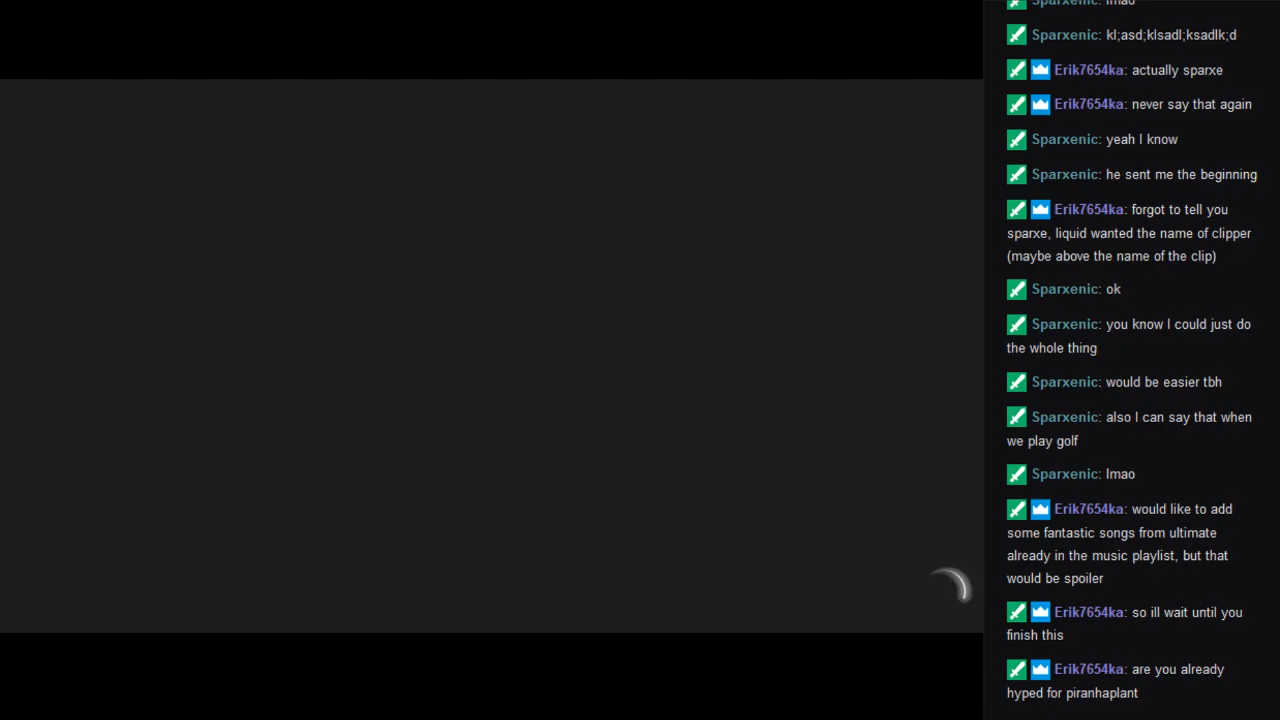 Sparxenic: lmao
Sparxenic: kl;asd;klsadl;ksadlk;d
Erik7654ka: actually sparxe
Erik7654ka: never say that again
Sparxenic: yeah I know
Sparxenic: he sent me the beginning
Erik7654ka: forgot to tell you
sparxe, liquid wanted the name of clipper
(maybe above the name of the clip)
Sparxenic: ok
Sparxenic: you know I could just do
the whole thing
Sparxenic: would be easier tbh
Sparxenic: also I can say that when
we play golf
Sparxenic: lmao
Erik7654ka: would like to add
some fantastic songs from ultimate
already in the music playlist, but that
would be spoiler
Erik7654ka: so ill wait until you
finish this
Erik7654ka: are you already
hyped for piranhaplant